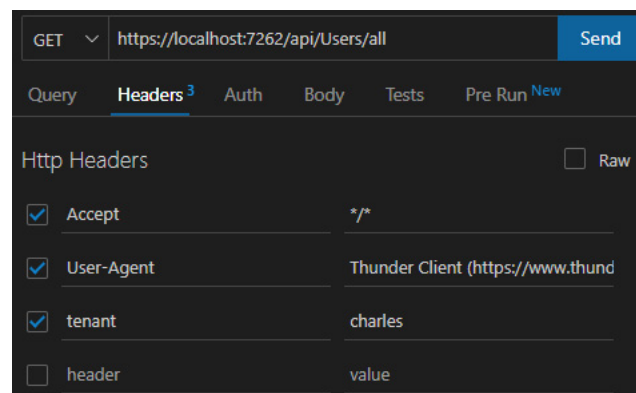 GET https://localhost:7262/api/Users/all Send
Query Headers 3 Auth Body Tests Pre Run New
Http Headers Raw
Accept */*
User-Agent Thunder Client (https://www.thund
tenant charles
header value